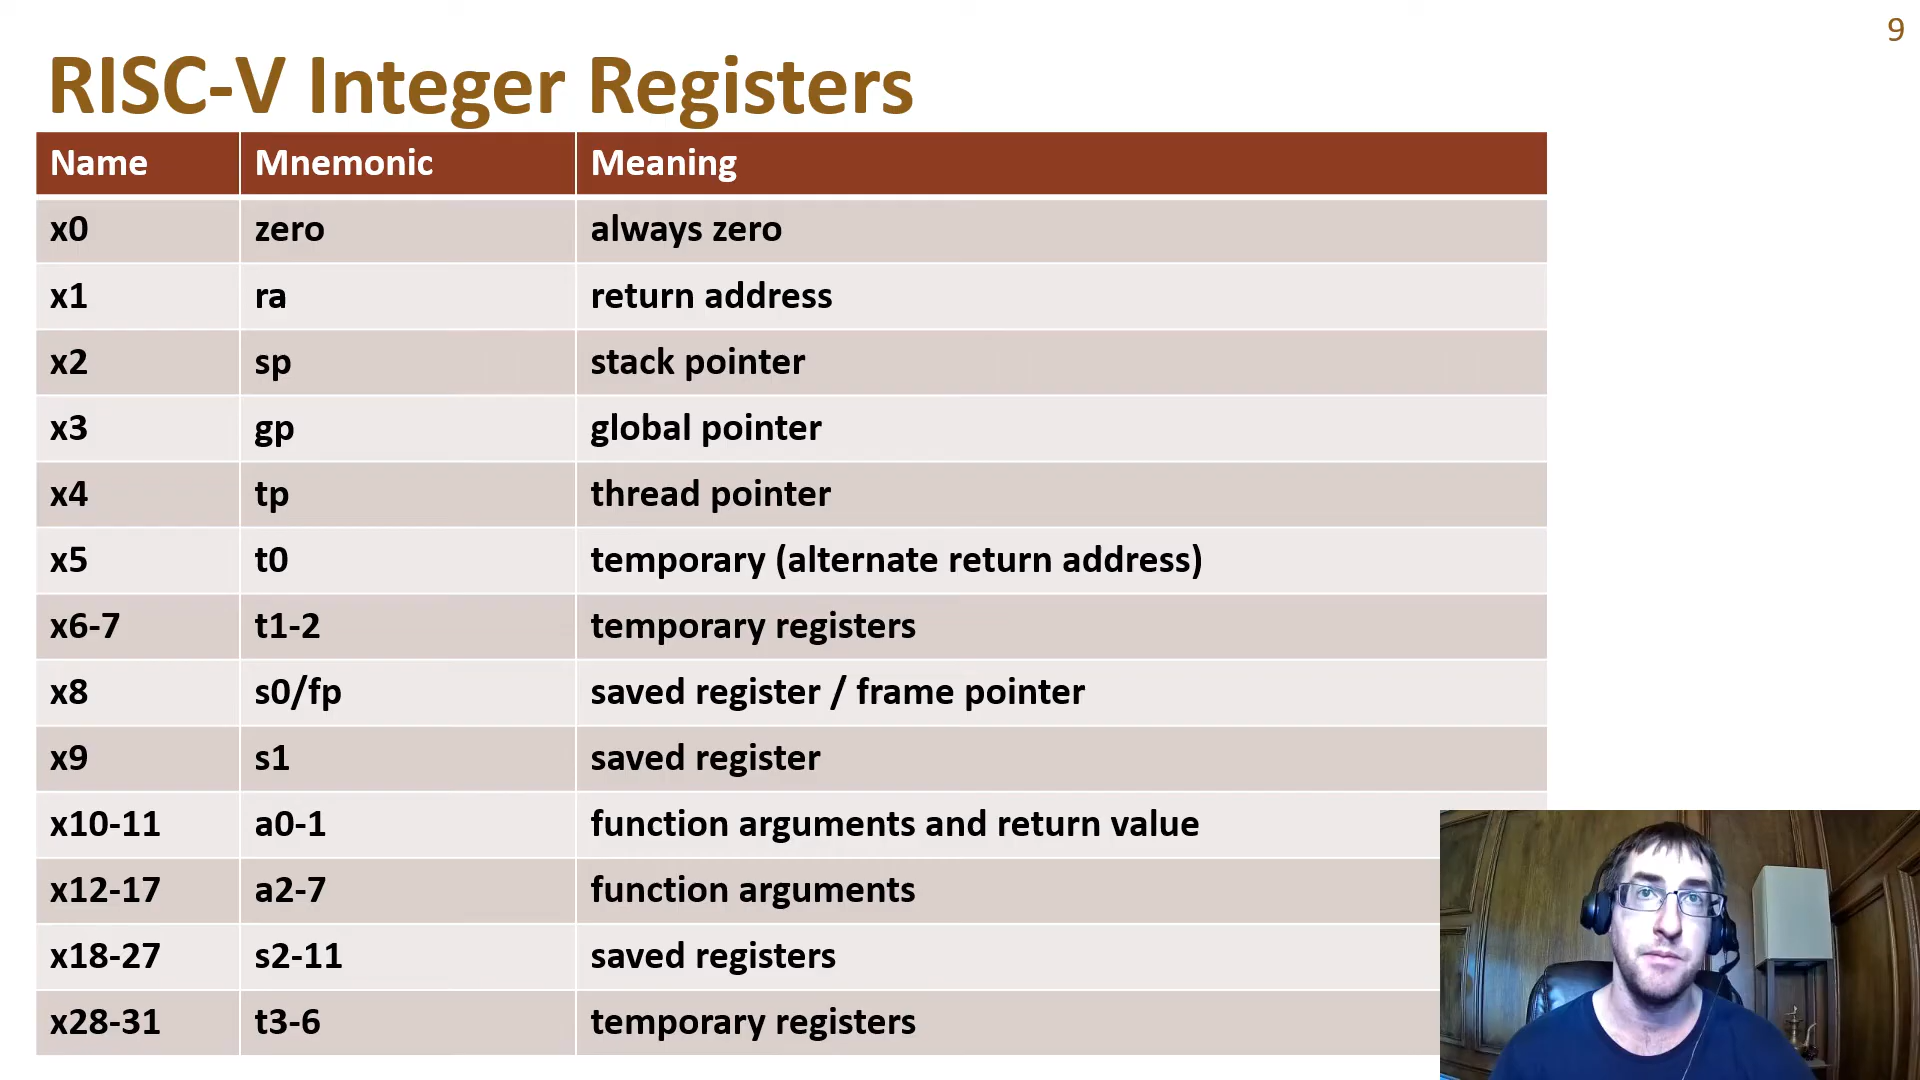 9
RISC-V Integer Registers
Name Mnemonic Meaning
x0 zero always zero
x1 ra return address
x2 sp stack pointer
x3 gp global pointer
x4 tp thread pointer
x5 t0 temporary (alternate return address)
x6-7 t1-2 temporary registers
x8 s0/fp saved register / frame pointer
x9 s1 saved register
x10-11 a0-1 function arguments and return value
x12-17 a2-7 function arguments
x18-27 s2-11 saved registers
x28-31 t3-6 temporary registers